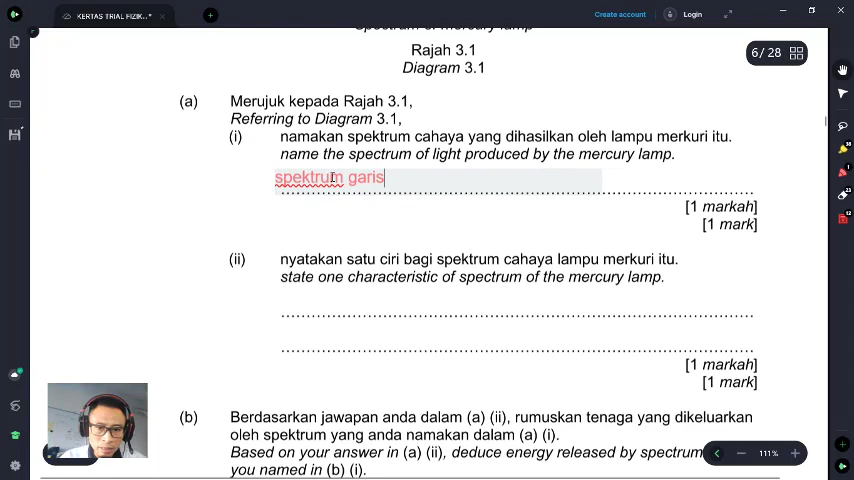 KERTAS TRIAL FIZIK..*
Create account
Login
Spectrum of mercury lamp
6/28
Rajah 3.1
Diagram 3.1
(a) Merujuk kepada Rajah 3.1,
Referring to Diagram 3.1,
(i) namakan spektrum cahaya yang dihasilkan oleh lampu merkuri itu.
name the spectrum of light produced by the mercury lamp.
spektrum garis
[1 markah]
[1 mark]
(ii) nyatakan satu ciri bagi spektrum cahaya lampu merkuri itu.
state one characteristic of spectrum of the mercury lamp.
[1 markah]
[1 mark]
(b) Berdasarkan jawapan anda dalam (a) (ii), rumuskan tenaga yang dikeluarkan
oleh spektrum yang anda namakan dalam (a) (i).
Based on your answer in (a) (ii), deduce energy released by spectrum
you named in (b) (i).
111%